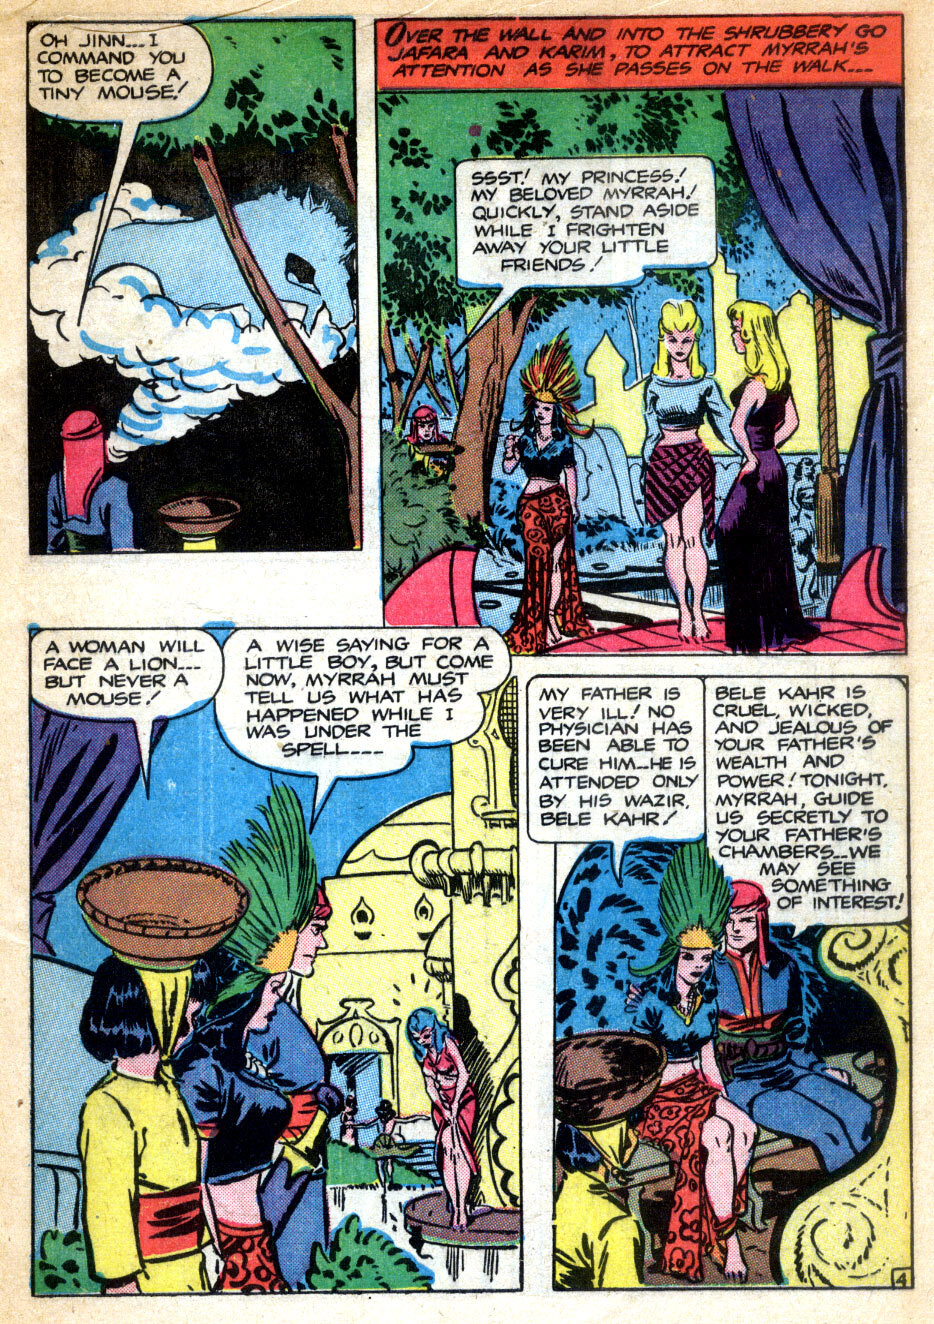 OH JINN... I
COMMAND YOU
TO BECOME A
TINY MOUSE!
OVER THE WALL AND INTO THE SHRUBBERY GO
JAFARA AND KARIM, TO ATTRACT MYRRAH'S
ATTENTION AS SHE PASSES ON THE WALK...
SSST! MY PRINCESS!
MY BELOVED MYRRAH!
QUICKLY, STAND ASIDE
WHILE I FRIGHTEN
AWAY YOUR LITTLE
FRIENDS!
A WOMAN WILL
FACE A LION...
BUT NEVER A
MOUSE!
A WISE SAYING FOR A
LITTLE BOY, BUT COME
NOW, MYRRAH MUST
TELL US WHAT HAS
HAPPENED WHILE I
WAS UNDER THE
SPELL....
MY FATHER IS
VERY ILL! NO
PHYSICIAN HAS
BEEN ABLE TO
CURE HIM...HE IS
ATTENDED ONLY
BY HIS WAZIR,
BELE KAHR!
BELE KAHR IS
CRUEL, WICKED,
AND JEALOUS OF
YOUR FATHER'S
WEALTH AND
POWER! TONIGHT,
MYRRAH, GUIDE
US SECRETLY TO
YOUR FATHER'S
CHAMBERS...WE
MAY SEE
SOMETHING
OF INTEREST!
4